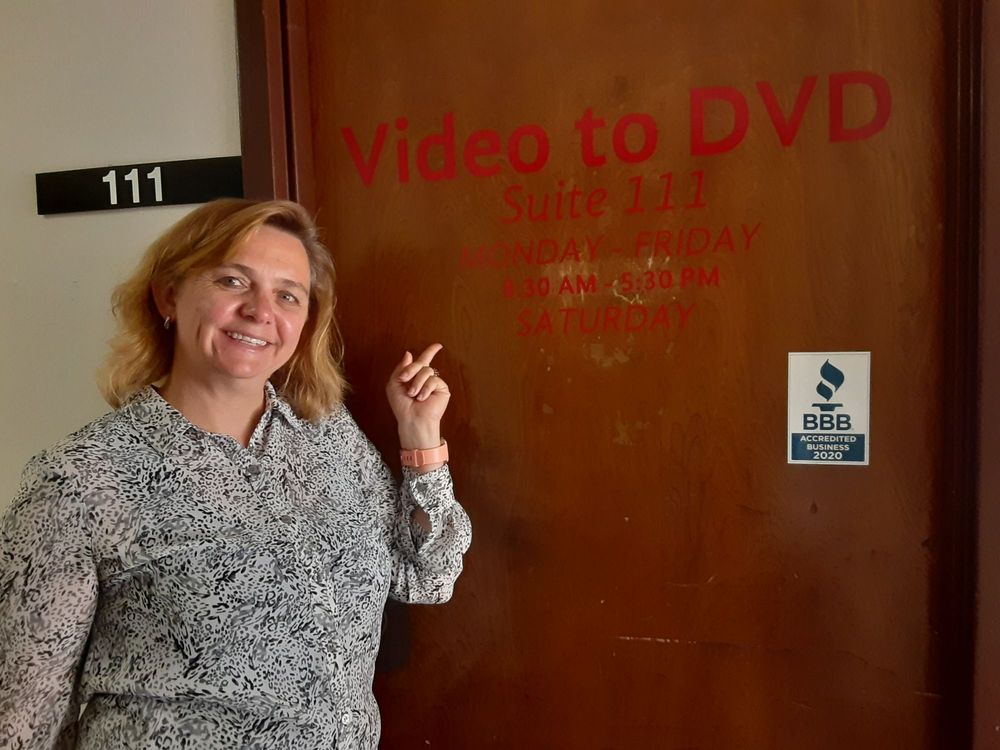 111
Video to DVD
Suite 111
MONDAY - FRIDAY
8:30 AM - 5:30 PM
SATURDAY
BBB
ACCREDITED
BUSINESS
2020